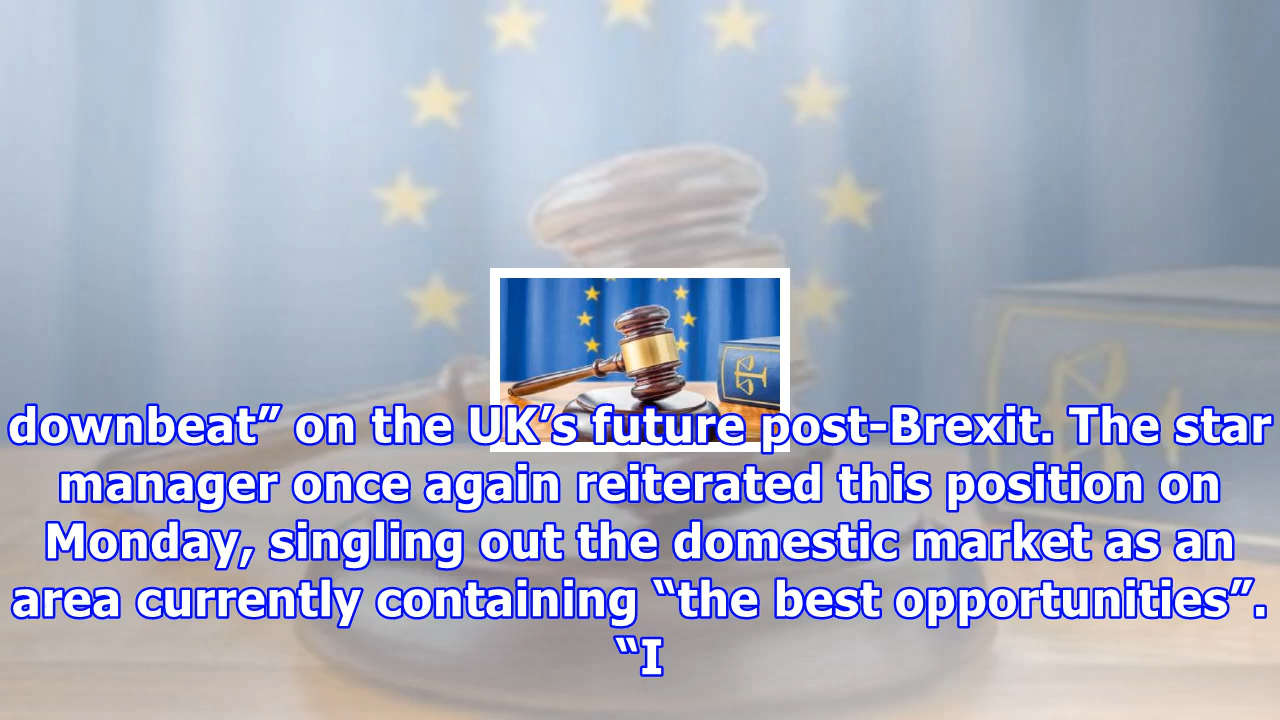 downbeat” on the UK’s future post-Brexit. The star
manager once again reiterated this position on
Monday, singling out the domestic market as an
area currently containing “the best opportunities”.
“I